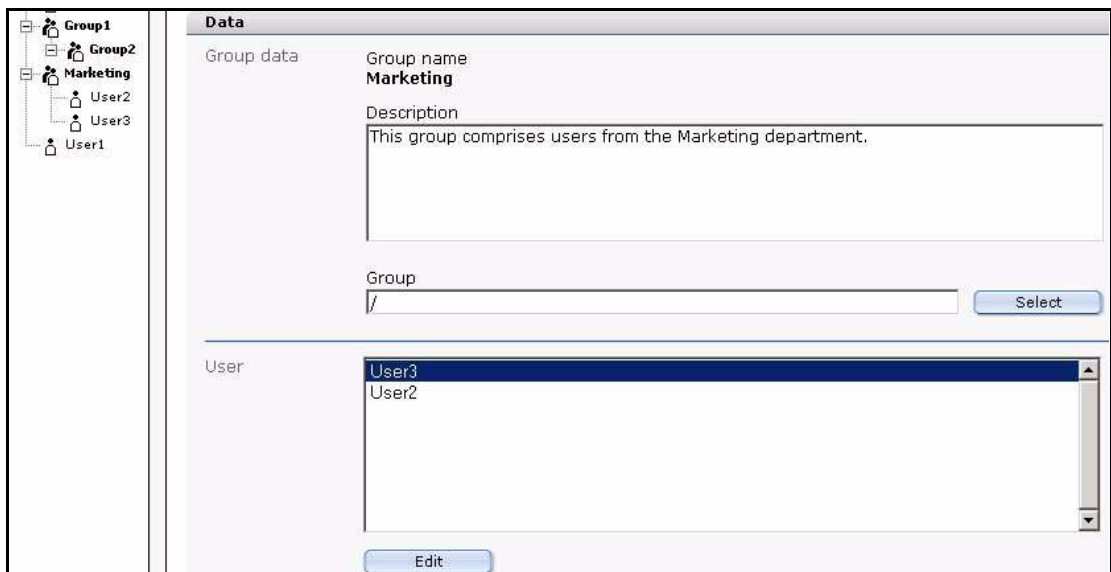 Group1
Group2
Marketing
User2
User3
User1
Data
Group data
Group name
Marketing
Description
This group comprises users from the Marketing department.
Group
/
Select
User
User3
User2
Edit